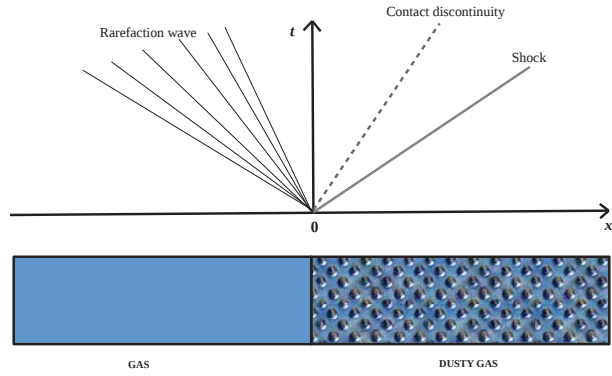 Contact discontinuity
Rarefaction wave
t
Shock
0
x
GAS
DUSTY GAS